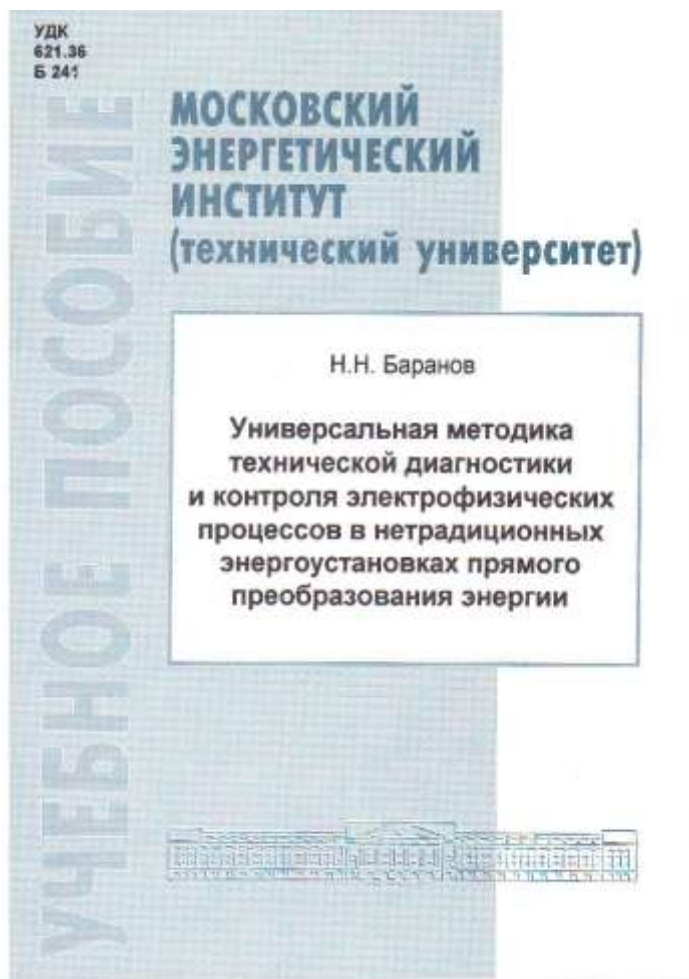 УДК
621.36
Б 241
МОСКОВСКИЙ
ЭНЕРГЕТИЧЕСКИЙ
ИНСТИТУТ
(технический университет)
УЧЕБНОЕ ПОСОБИЕ
Н.Н. Баранов
Универсальная методика
технической диагностики
и контроля электрофизических
процессов в нетрадиционных
энергоустановках прямого
преобразования энергии